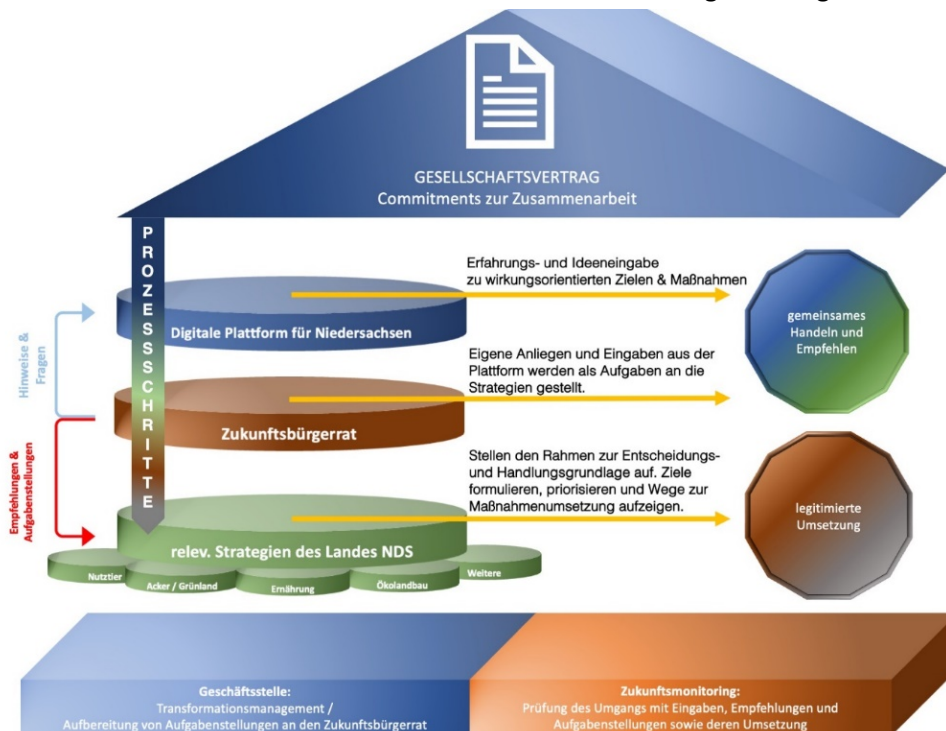 GESELLSCHAFTSVERTRAG
Commitments zur Zusammenarbeit
PROZESSSCHRITTE
Erfahrungs- und Ideeneingabe
zu wirkungsorientierten Zielen & Maßnahmen
Digitale Plattform für Niedersachsen
gemeinsames
Handeln und
Empfehlen
Hinweise &
Fragen
Eigene Anliegen und Eingaben aus der
Plattform werden als Aufgaben an die
Strategien gestellt.
Zukunftsbürgerrat
Empfehlungen &
Aufgabenstellungen
Stellen den Rahmen zur Entscheidungs-
und Handlungsgrundlage auf. Ziele
formulieren, priorisieren und Wege zur
Maßnahmenumsetzung aufzeigen.
legitimierte
Umsetzung
relev. Strategien des Landes NDS
Nutztier
Acker / Grünland
Ernährung
Ökolandbau
Weitere
Geschäftsstelle:
Transformationsmanagement /
Aufbereitung von Aufgabenstellungen an den Zukunftsbürgerrat
Zukunftsmonitoring:
Prüfung des Umgangs mit Eingaben, Empfehlungen und
Aufgabenstellungen sowie deren Umsetzung